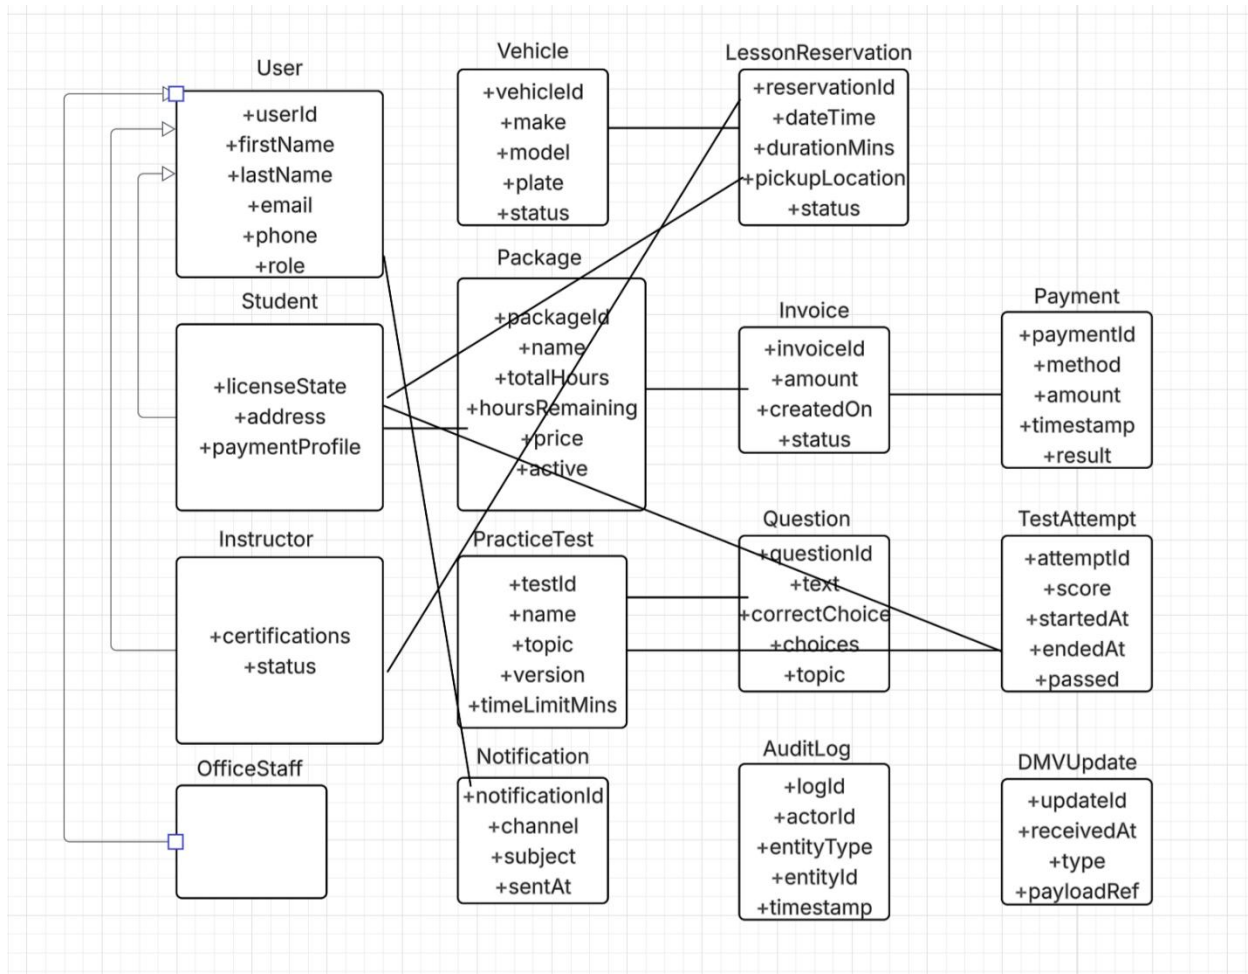 User
+userId
+firstName
+lastName
+email
+phone
+role
Vehicle
+vehicleId
+make
+model
+plate
+status
LessonReservation
+reservationId
+dateTime
+durationMins
+pickupLocation
+status
Student
+licenseState
+address
+paymentProfile
Package
+packageId
+name
+totalHours
+hoursRemaining
+price
+active
Invoice
+invoiceId
+amount
+createdOn
+status
Payment
+paymentId
+method
+amount
+timestamp
+result
Instructor
+certifications
+status
PracticeTest
+testId
+name
+topic
+version
+timeLimitMins
Question
+questionId
+text
+correctChoice
+choices
+topic
TestAttempt
+attemptId
+score
+startedAt
+endedAt
+passed
OfficeStaff
Notification
+notificationId
+channel
+subject
+sentAt
AuditLog
+logId
+actorId
+entityType
+entityId
+timestamp
DMVUpdate
+updateId
+receivedAt
+type
+payloadRef